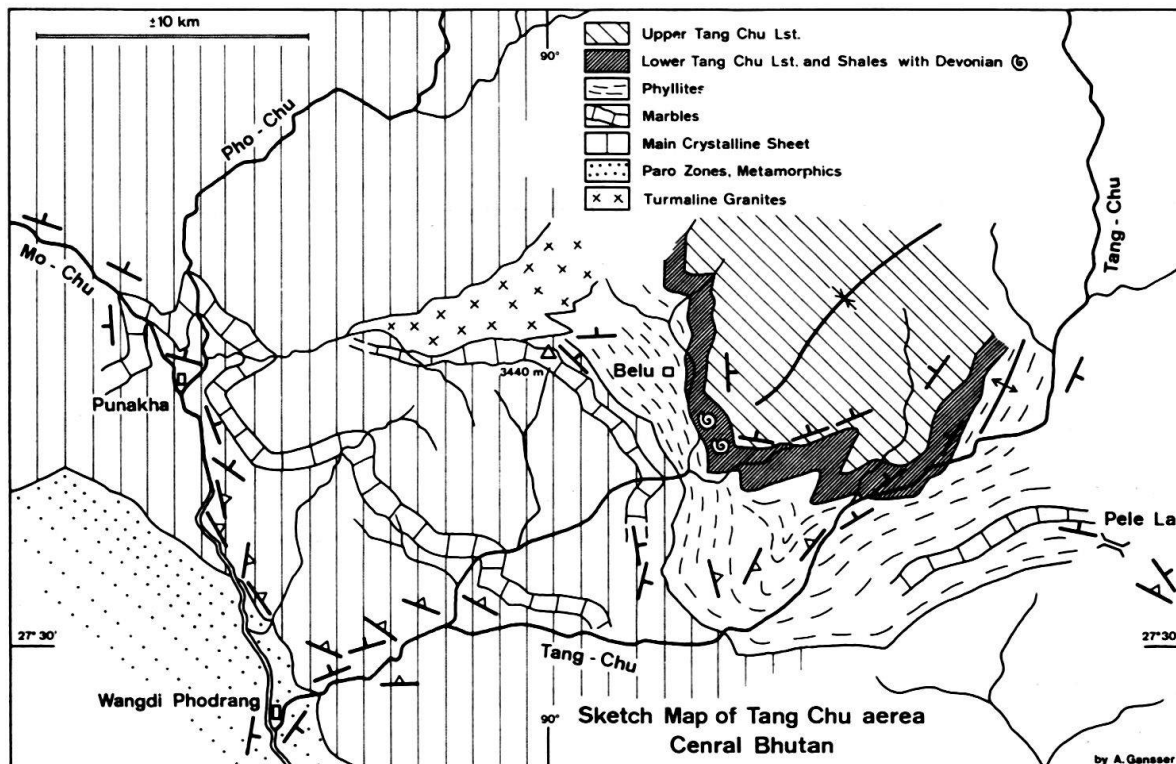 ±10 km
90°
Upper Tang Chu Lst.
Lower Tang Chu Lst. and Shales with Devonian
Phyllites
Marbles
Main Crystalline Sheet
Paro Zones, Metamorphics
Turmaline Granites
Pho - Chu
Mo - Chu
Tang - Chu
3440 m
Belu
Punakha
Pele La
27° 30'
27° 30'
Tang - Chu
Wangdi Phodrang
90°
Sketch Map of Tang Chu aerea
Cenral Bhutan
by A. Gansser